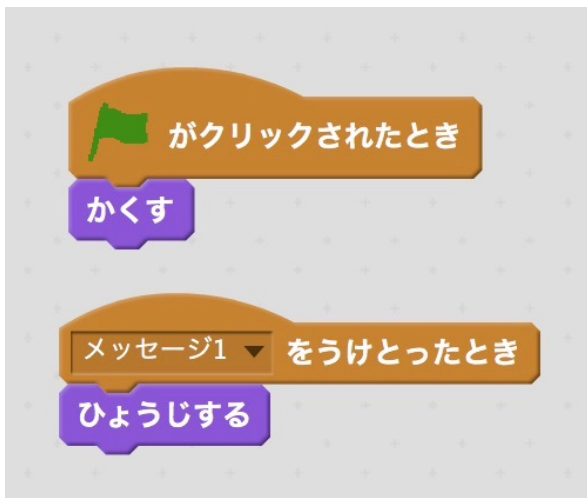 がクリックされたとき
かくす
メッセージ1 をうけとったとき
ひょうじする